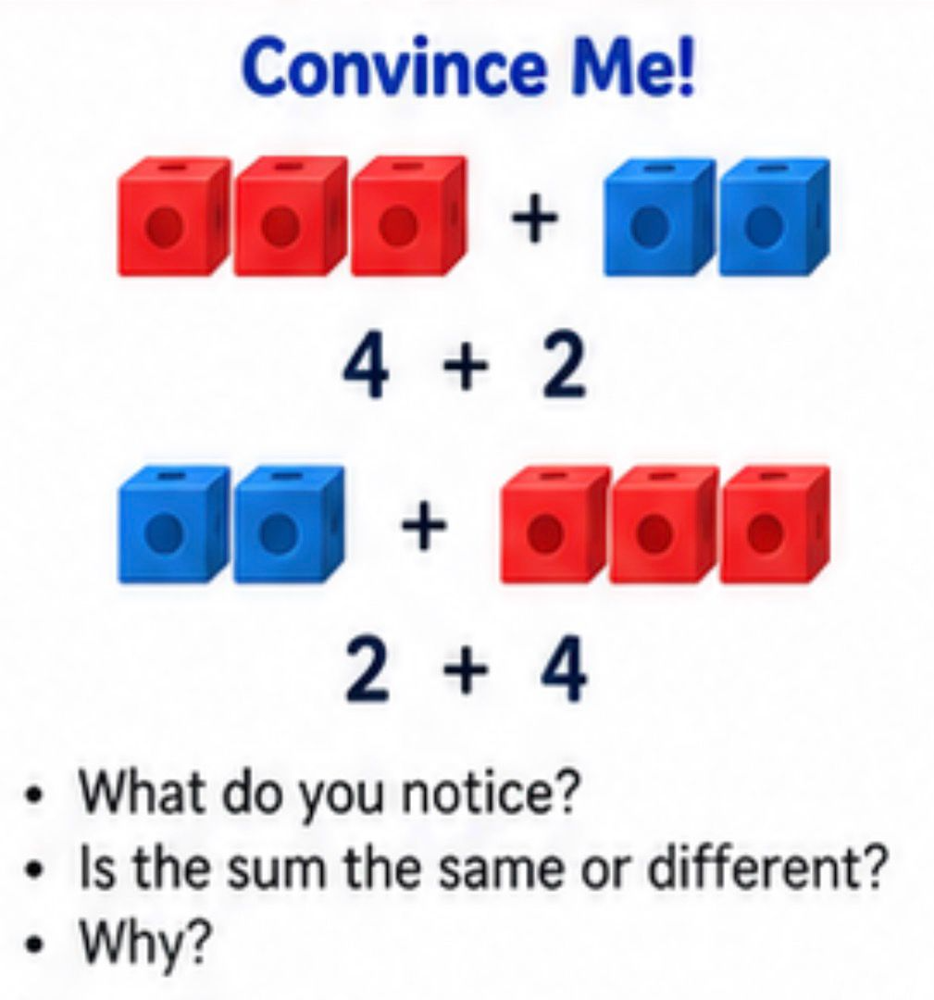 Convince Me!
+
4 + 2
+
2 + 4
• What do you notice?
• Is the sum the same or different?
• Why?